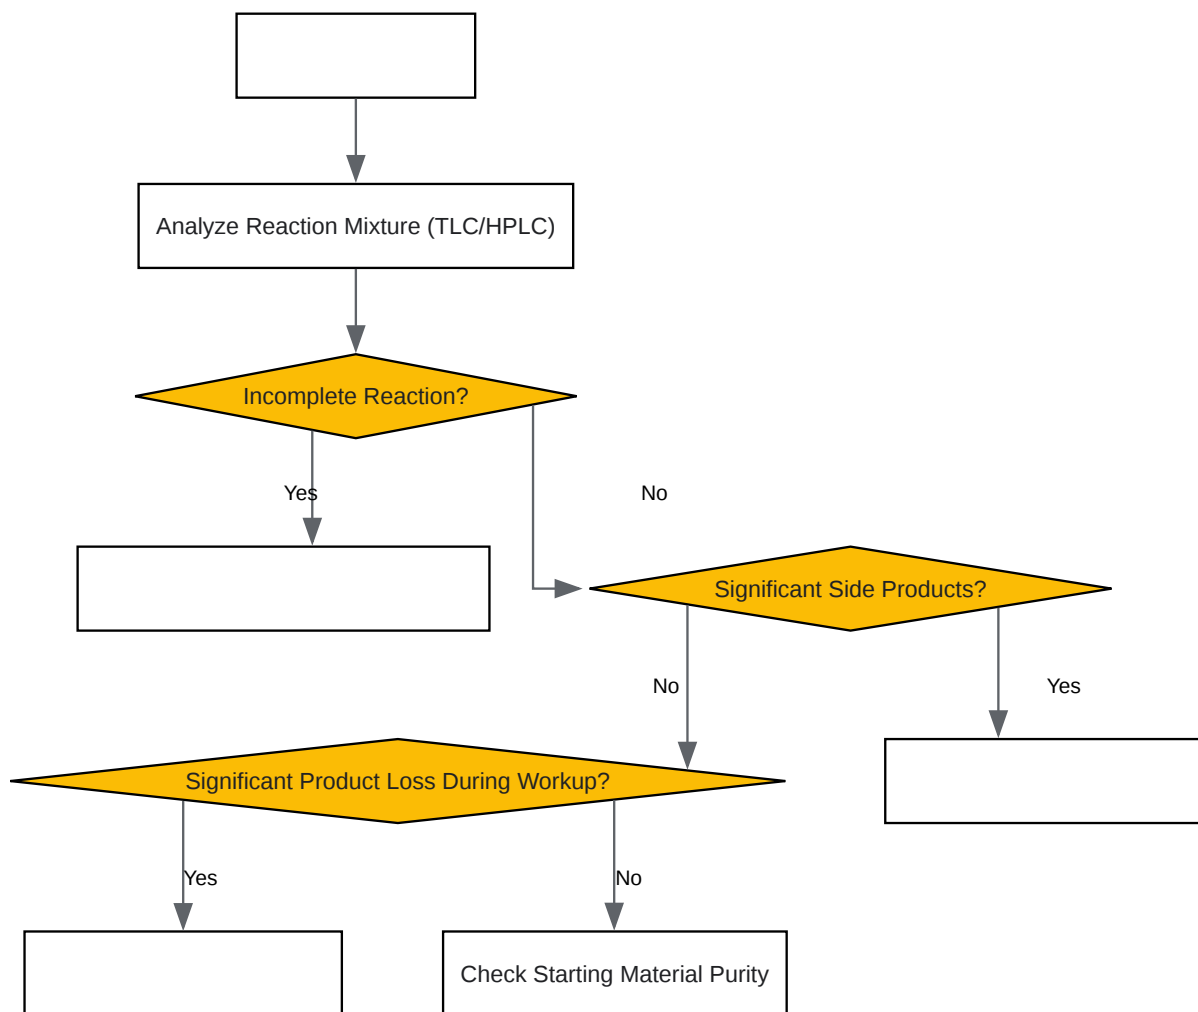 Analyze Reaction Mixture (TLC/HPLC)
Incomplete Reaction?
Yes
No
Significant Side Products?
No
Yes
Significant Product Loss During Workup?
Yes
No
Check Starting Material Purity